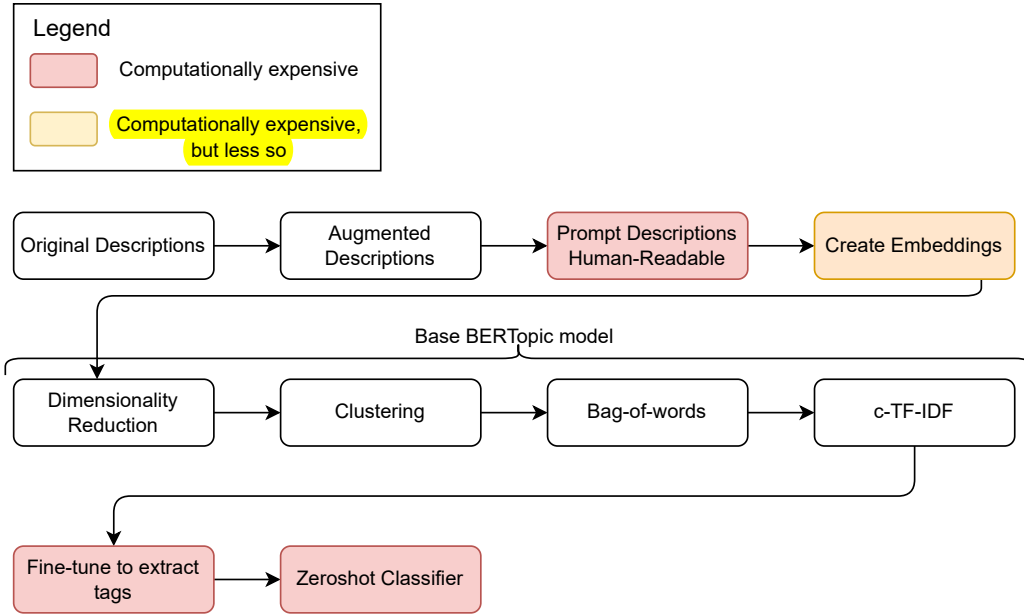 Legend
Computationally expensive
Computationally expensive,
but less so
Original Descriptions
Augmented
Descriptions
Prompt Descriptions
Human-Readable
Create Embeddings
Base BERTopic model
Dimensionality
Reduction
Clustering
Bag-of-words
c-TF-IDF
Fine-tune to extract
tags
Zeroshot Classifier